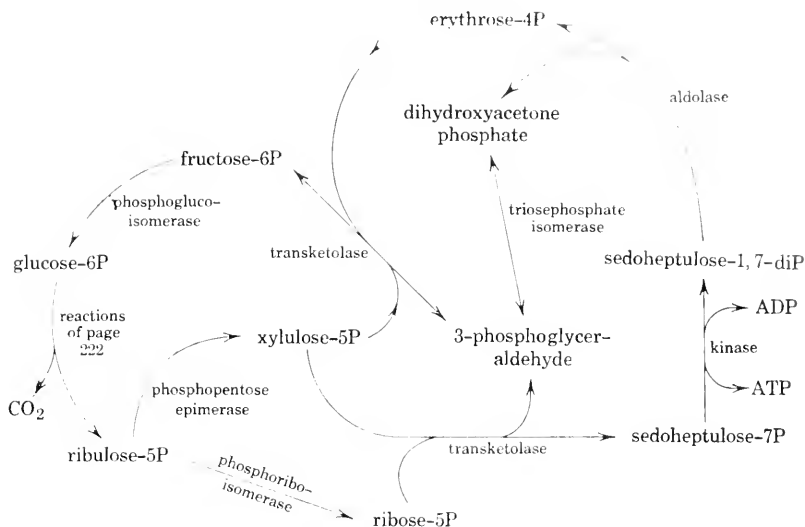 erythrose-4P
aldolase
dihydroxyacetone
phosphate
fructose-6P
phosphogluco-
isomerase
triosephosphate
isomerase
transketolase
glucose-6P
sedoheptulose-1, 7-diP
reactions
of page
222
ADP
xylulose-5P
3-phosphoglycer-
aldehyde
kinase
phosphopentose
epimerase
ATP
CO₂
ribulose-5P
transketolase
sedoheptulose-7P
phosphoribo-
isomerase
ribose-5P